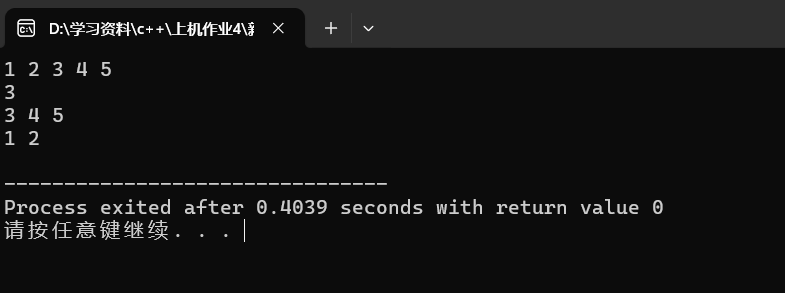 D:\学习资料\c++\上机作业4\
1 2 3 4 5
3
3 4 5
1 2
--------------------------------
Process exited after 0.4039 seconds with return value 0
请按任意键继续. . .